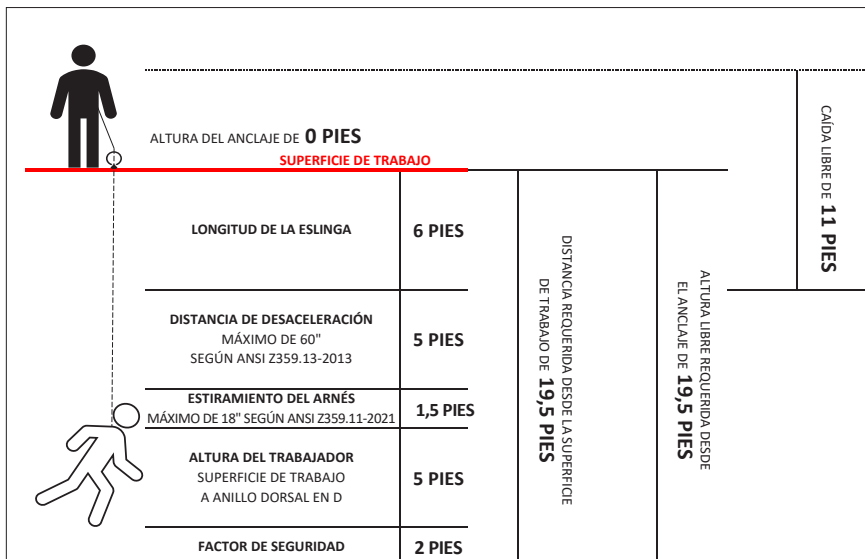 ALTURA DEL ANCLAJE DE 0 PIES
SUPERFICIE DE TRABAJO
LONGITUD DE LA ESLINGA
6 PIES
DISTANCIA DE DESACELERACIÓN
MÁXIMO DE 60"
SEGÚN ANSI Z359.13-2013
5 PIES
ESTIRAMIENTO DEL ARNÉS
MÁXIMO DE 18" SEGÚN ANSI Z359.11-2021
1,5 PIES
ALTURA DEL TRABAJADOR
SUPERFICIE DE TRABAJO
A ANILLO DORSAL EN D
5 PIES
FACTOR DE SEGURIDAD
2 PIES
DISTANCIA REQUERIDA DESDE LA SUPERFICIE
DE TRABAJO DE 19,5 PIES
ALTURA LIBRE REQUERIDA DESDE
EL ANCLAJE DE 19,5 PIES
CAÍDA LIBRE DE 11 PIES